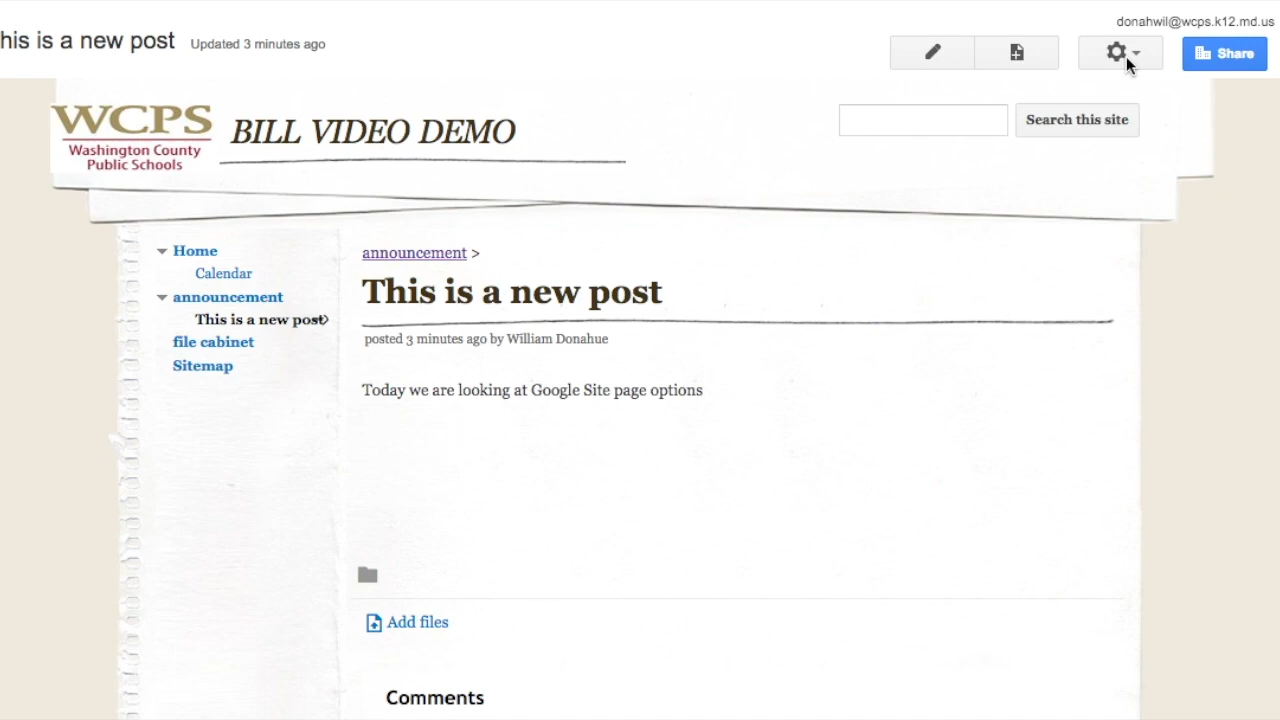 donahwil@wcps.k12.md.us
his is a new post Updated 3 minutes ago
Share
WCPS
Washington County
Public Schools
BILL VIDEO DEMO
Search this site
Home
Calendar
announcement
This is a new post
file cabinet
Sitemap
announcement >
This is a new post
posted 3 minutes ago by William Donahue
Today we are looking at Google Site page options
Add files
Comments